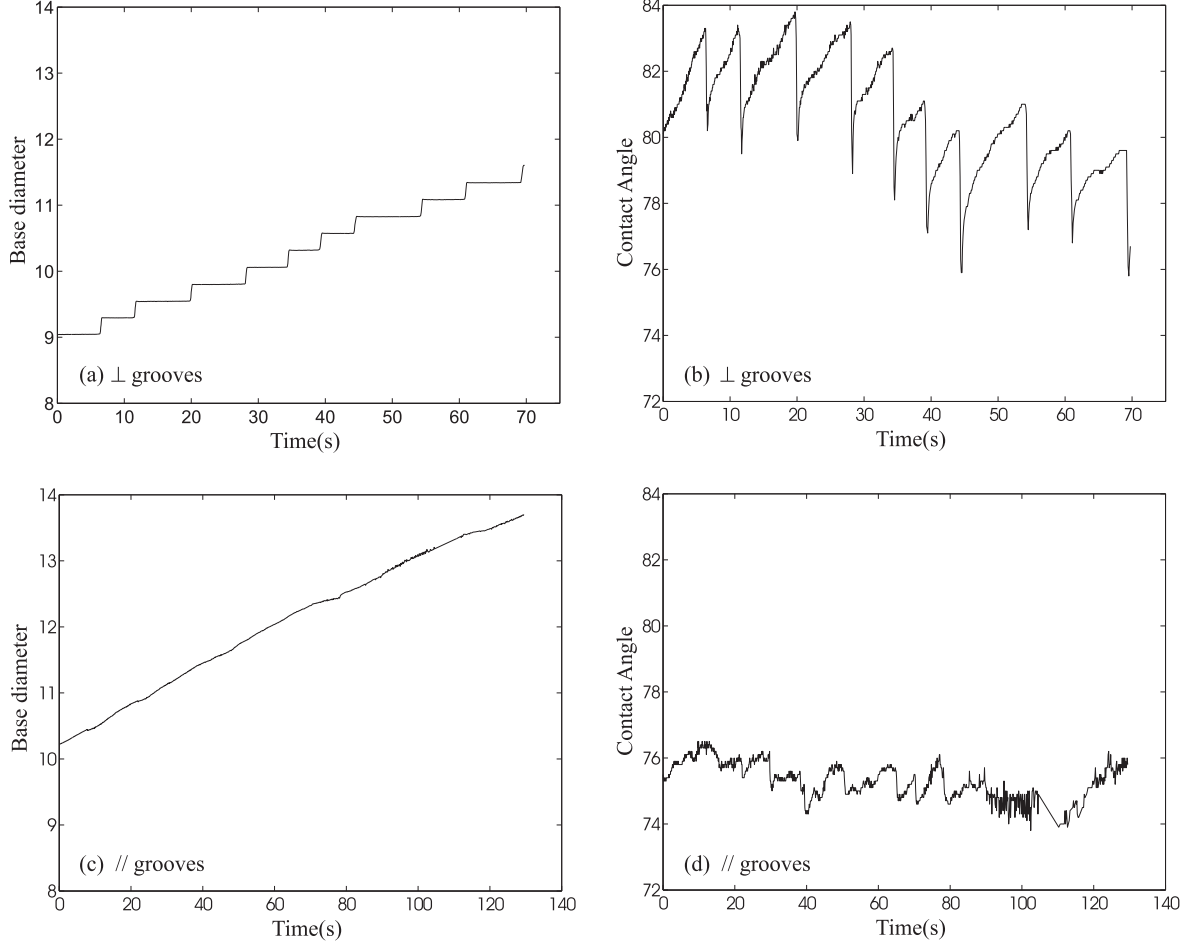 14
13
12
11
10
9
8
Base diameter
(a) ⊥ grooves
0 10 20 30 40 50 60 70
Time(s)
84
82
80
78
76
74
72
Contact Angle
(b) ⊥ grooves
0 10 20 30 40 50 60 70
Time(s)
14
13
12
11
10
9
8
Base diameter
(c) // grooves
0 20 40 60 80 100 120 140
Time(s)
84
82
80
78
76
74
72
Contact Angle
(d) // grooves
0 20 40 60 80 100 120 140
Time(s)